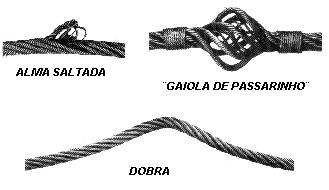 ALMA SALTADA
¨GAIOLA DE PASSARINHO¨
DOBRA